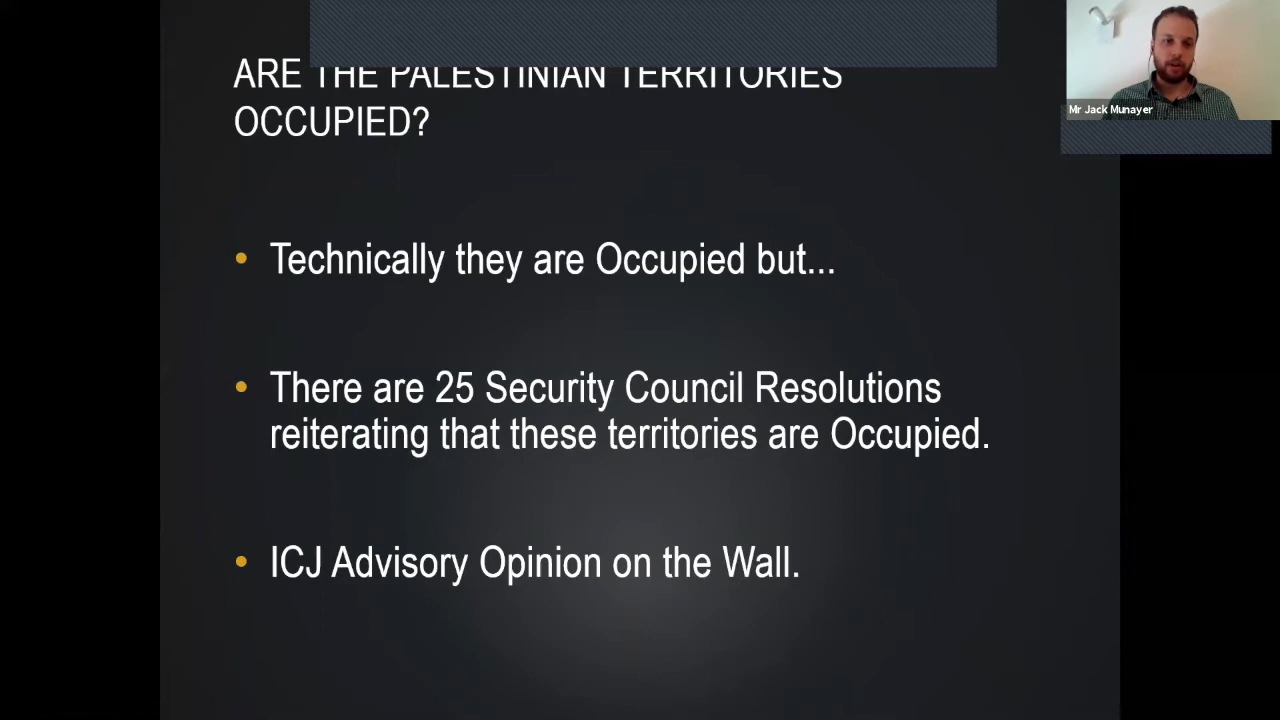 ARE THE PALESTINIAN TERRITORIES
OCCUPIED?
Mr Jack Munayer
• Technically they are Occupied but...
• There are 25 Security Council Resolutions
reiterating that these territories are Occupied.
• ICJ Advisory Opinion on the Wall.